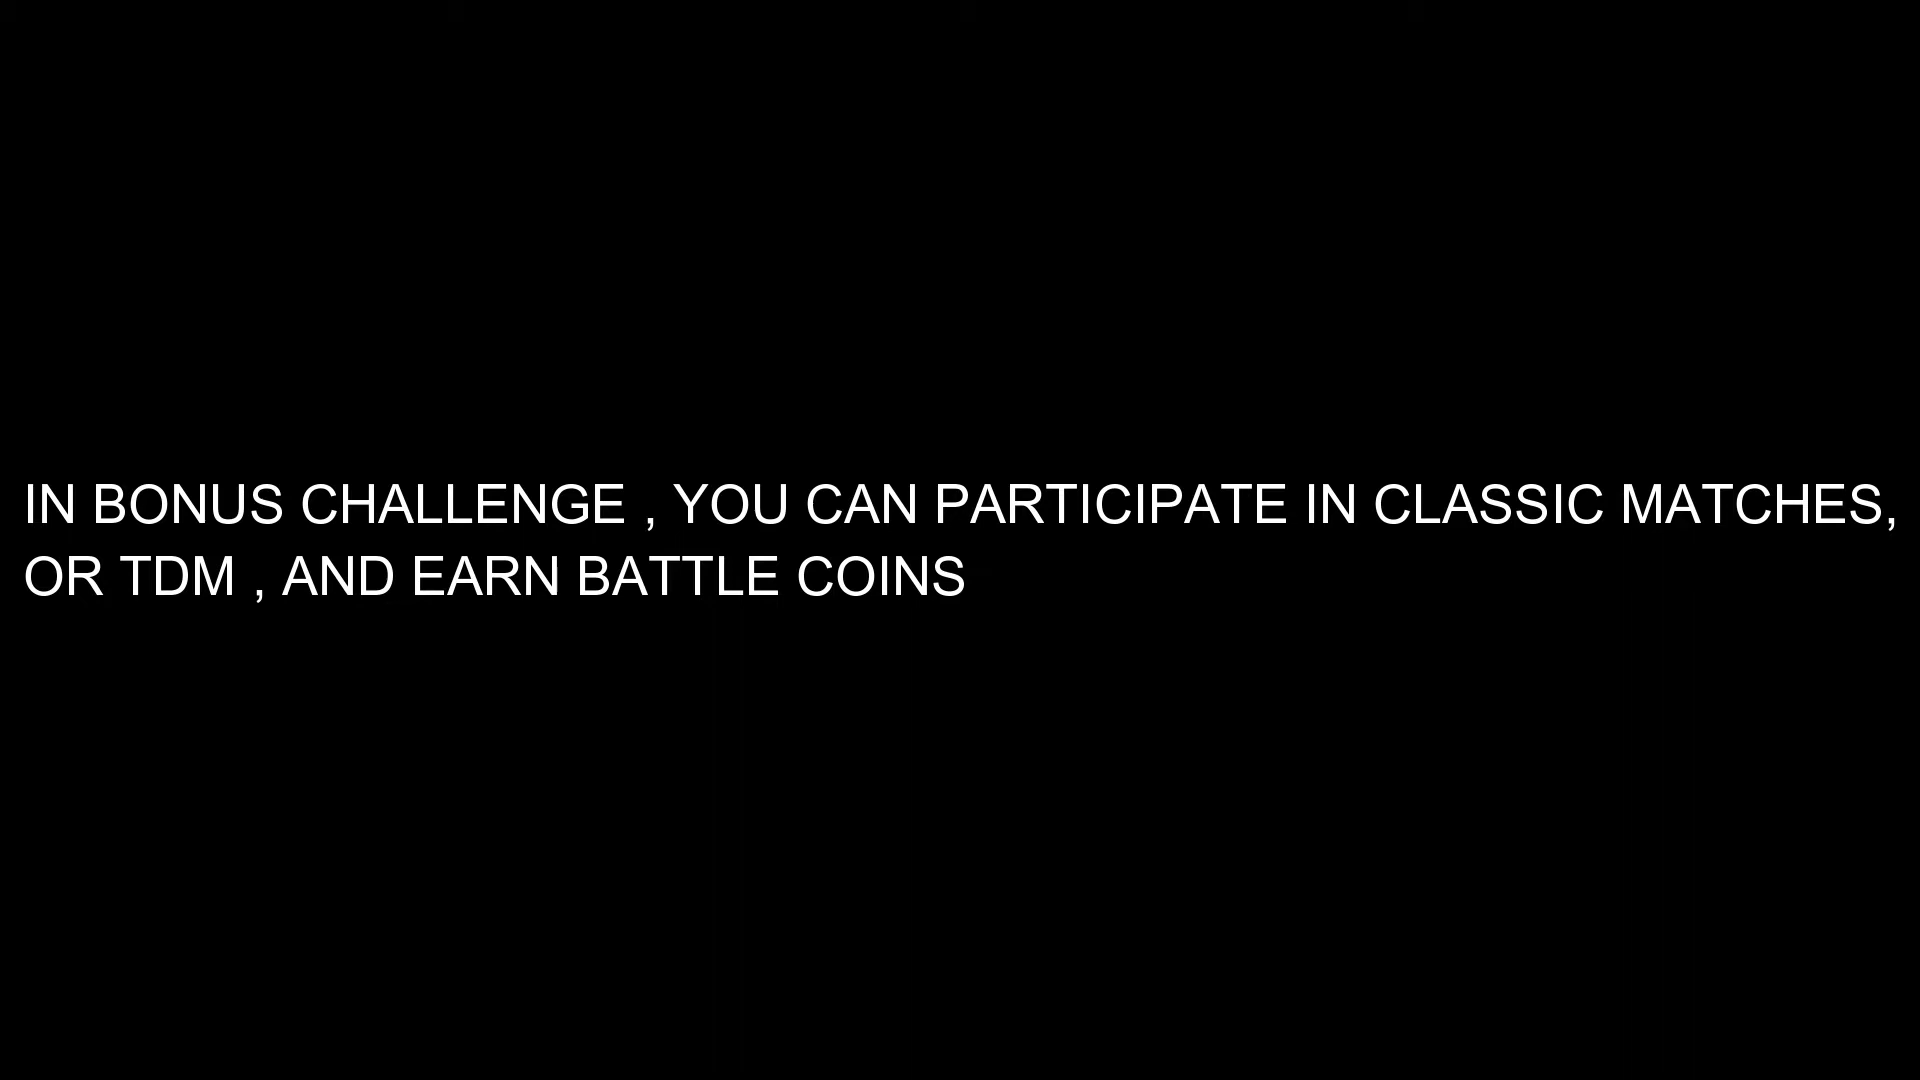 IN BONUS CHALLENGE , YOU CAN PARTICIPATE IN CLASSIC MATCHES,
OR TDM , AND EARN BATTLE COINS